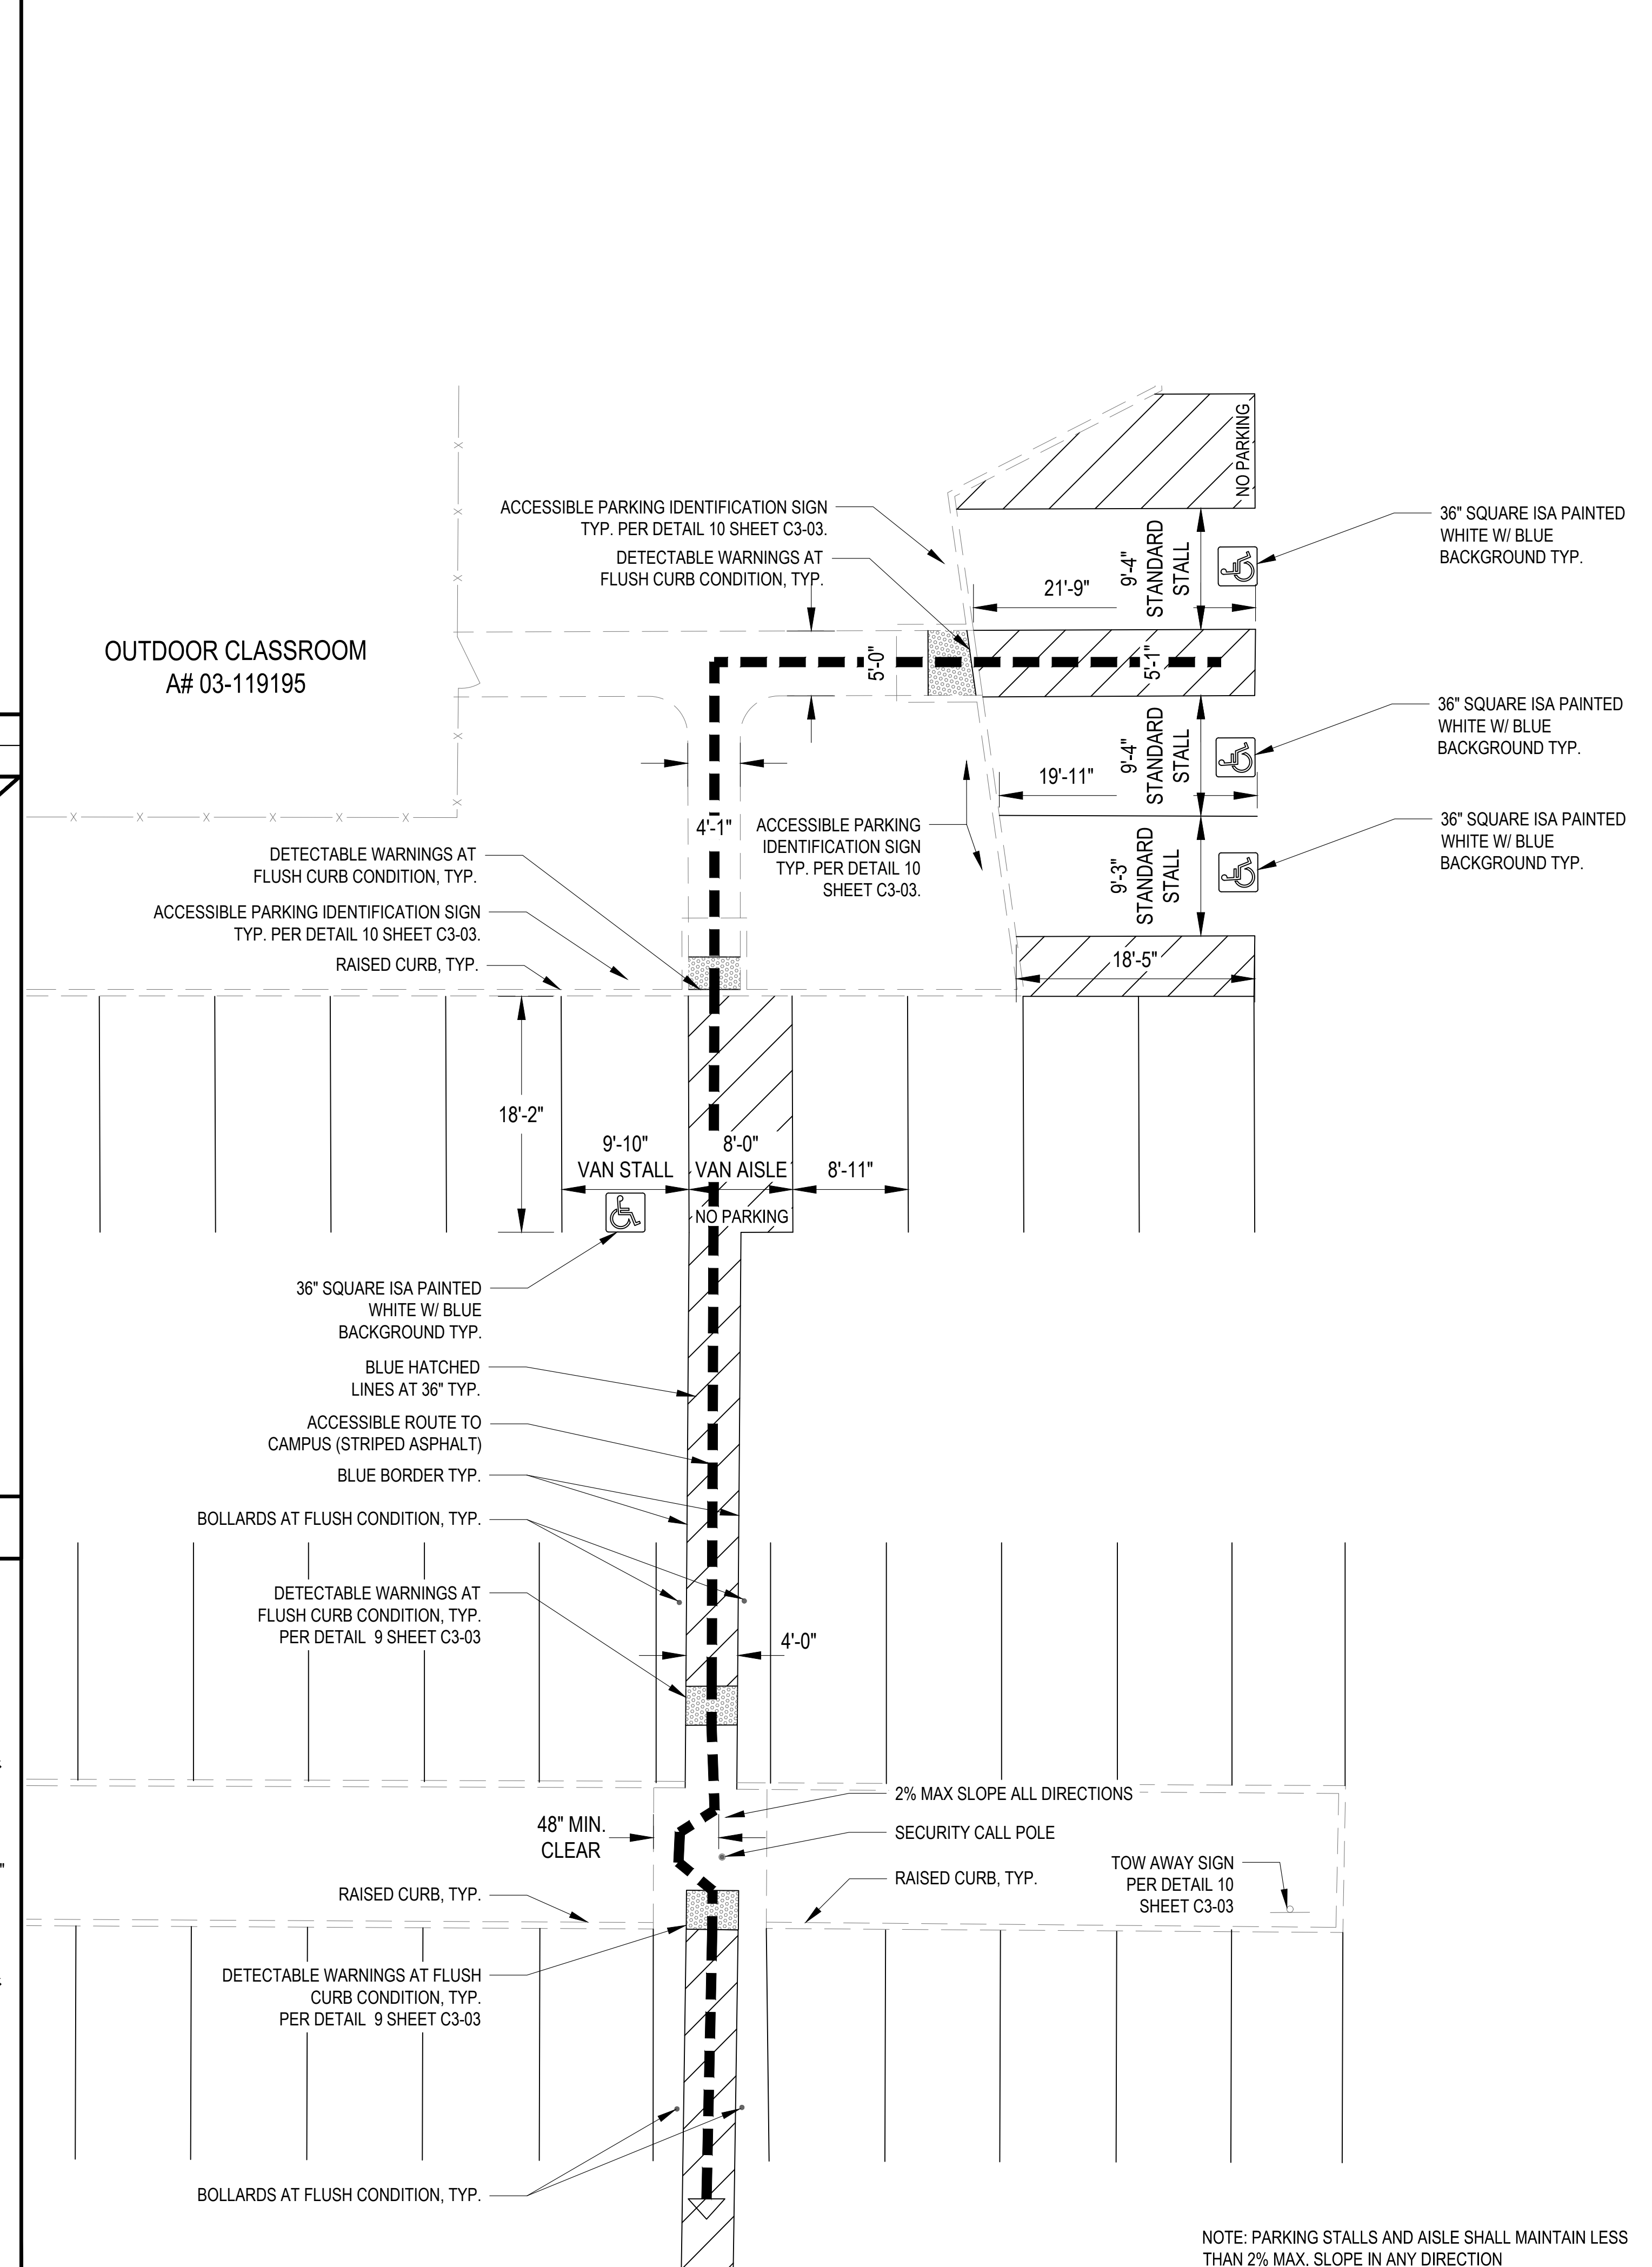 NO PARKING
ACCESSIBLE PARKING IDENTIFICATION SIGN
TYP. PER DETAIL 10 SHEET C3-03.
DETECTABLE WARNINGS AT
FLUSH CURB CONDITION, TYP.
36" SQUARE ISA PAINTED
WHITE W/ BLUE
BACKGROUND TYP.
21'-9"
9'-4"
STANDARD
STALL
OUTDOOR CLASSROOM
A# 03-119195
5'-0"
5'-1"
36" SQUARE ISA PAINTED
WHITE W/ BLUE
BACKGROUND TYP.
19'-11"
9'-4"
STANDARD
STALL
4'-1"
ACCESSIBLE PARKING
IDENTIFICATION SIGN
TYP. PER DETAIL 10
SHEET C3-03.
36" SQUARE ISA PAINTED
WHITE W/ BLUE
BACKGROUND TYP.
9'-3"
STANDARD
STALL
DETECTABLE WARNINGS AT
FLUSH CURB CONDITION, TYP.
ACCESSIBLE PARKING IDENTIFICATION SIGN
TYP. PER DETAIL 10 SHEET C3-03.
RAISED CURB, TYP.
18'-5"
18'-2"
9'-10"
VAN STALL
8'-0"
VAN AISLE
8'-11"
NO PARKING
36" SQUARE ISA PAINTED
WHITE W/ BLUE
BACKGROUND TYP.
BLUE HATCHED
LINES AT 36" TYP.
ACCESSIBLE ROUTE TO
CAMPUS (STRIPED ASPHALT)
BLUE BORDER TYP.
BOLLARDS AT FLUSH CONDITION, TYP.
DETECTABLE WARNINGS AT
FLUSH CURB CONDITION, TYP.
PER DETAIL 9 SHEET C3-03
4'-0"
2% MAX SLOPE ALL DIRECTIONS
48" MIN.
CLEAR
SECURITY CALL POLE
RAISED CURB, TYP.
TOW AWAY SIGN
PER DETAIL 10
SHEET C3-03
RAISED CURB, TYP.
DETECTABLE WARNINGS AT FLUSH
CURB CONDITION, TYP.
PER DETAIL 9 SHEET C3-03
BOLLARDS AT FLUSH CONDITION, TYP.
NOTE: PARKING STALLS AND AISLE SHALL MAINTAIN LESS
THAN 2% MAX. SLOPE IN ANY DIRECTION